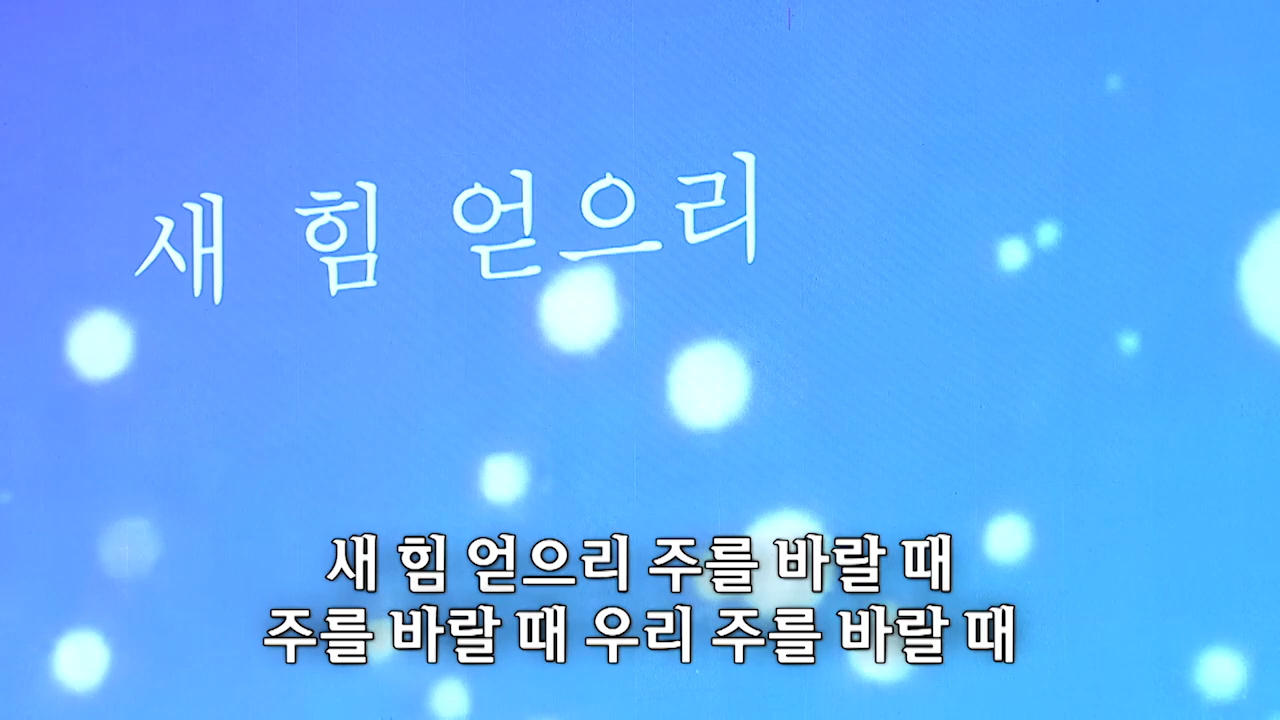 새 힘 얻으리
새 힘 얻으리 주를 바랄 때
주를 바랄 때 우리 주를 바랄 때